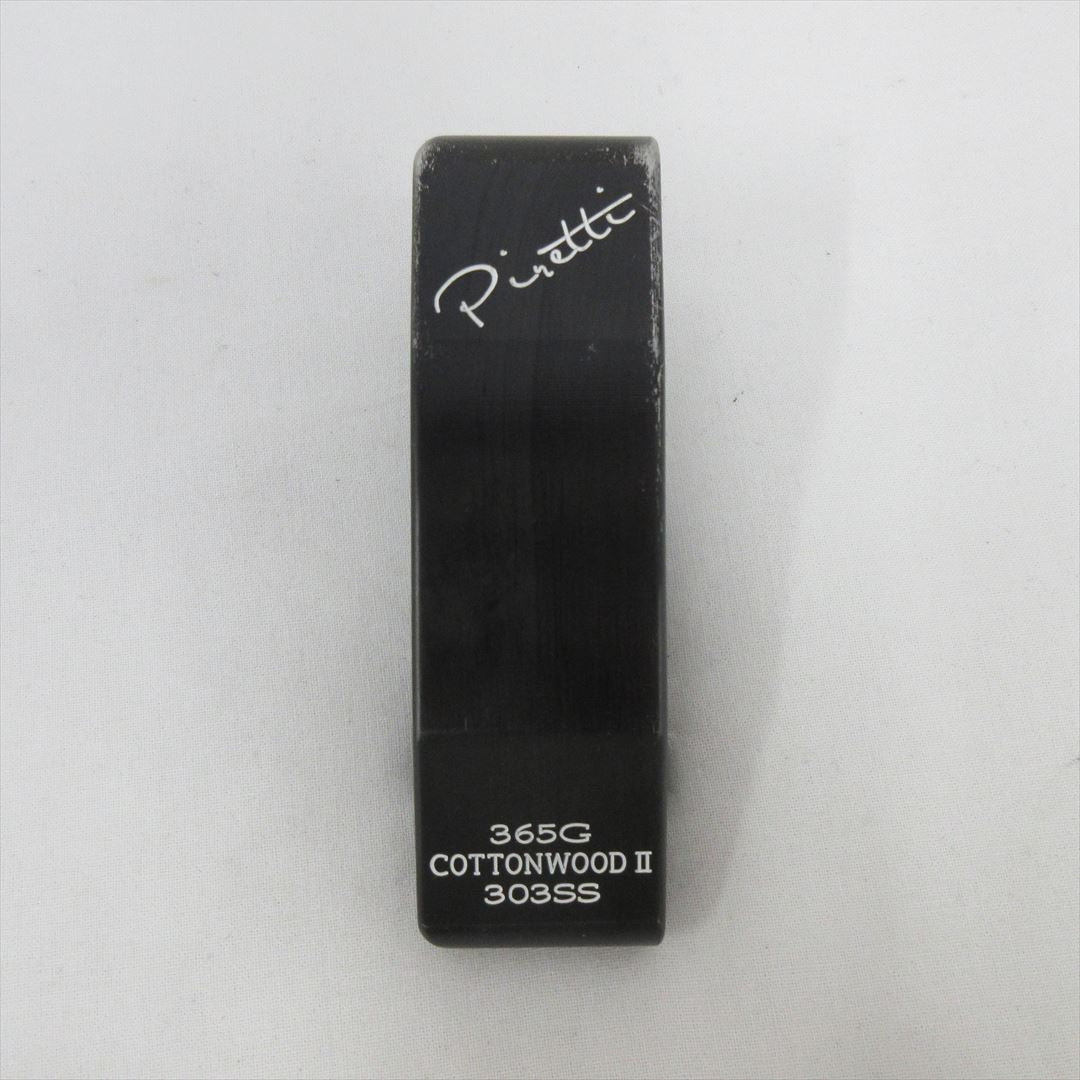 Piretti
365G
COTTONWOOD II
303SS